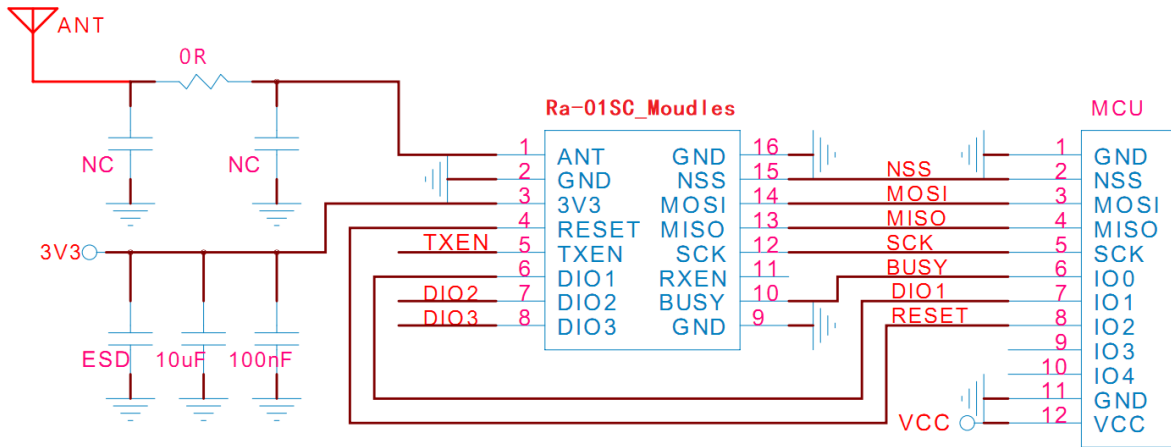 ANT
0R
NC
NC
3V3
ESD
10uF
100nF
Ra-01SC_Moudles
1 ANT GND 16
2 GND NSS 15
3 3V3 MOSI 14
4 RESET MISO 13
TXEN 5 TXEN SCK 12
6 DIO1 RXEN 11
DIO2 7 DIO2 BUSY 10
DIO3 8 DIO3 GND 9
MCU
1 GND
NSS 2 NSS
MOSI 3 MOSI
MISO 4 MISO
SCK 5 SCK
BUSY 6 IO0
DIO1 7 IO1
RESET 8 IO2
9 IO3
10 IO4
11 GND
VCC 12 VCC